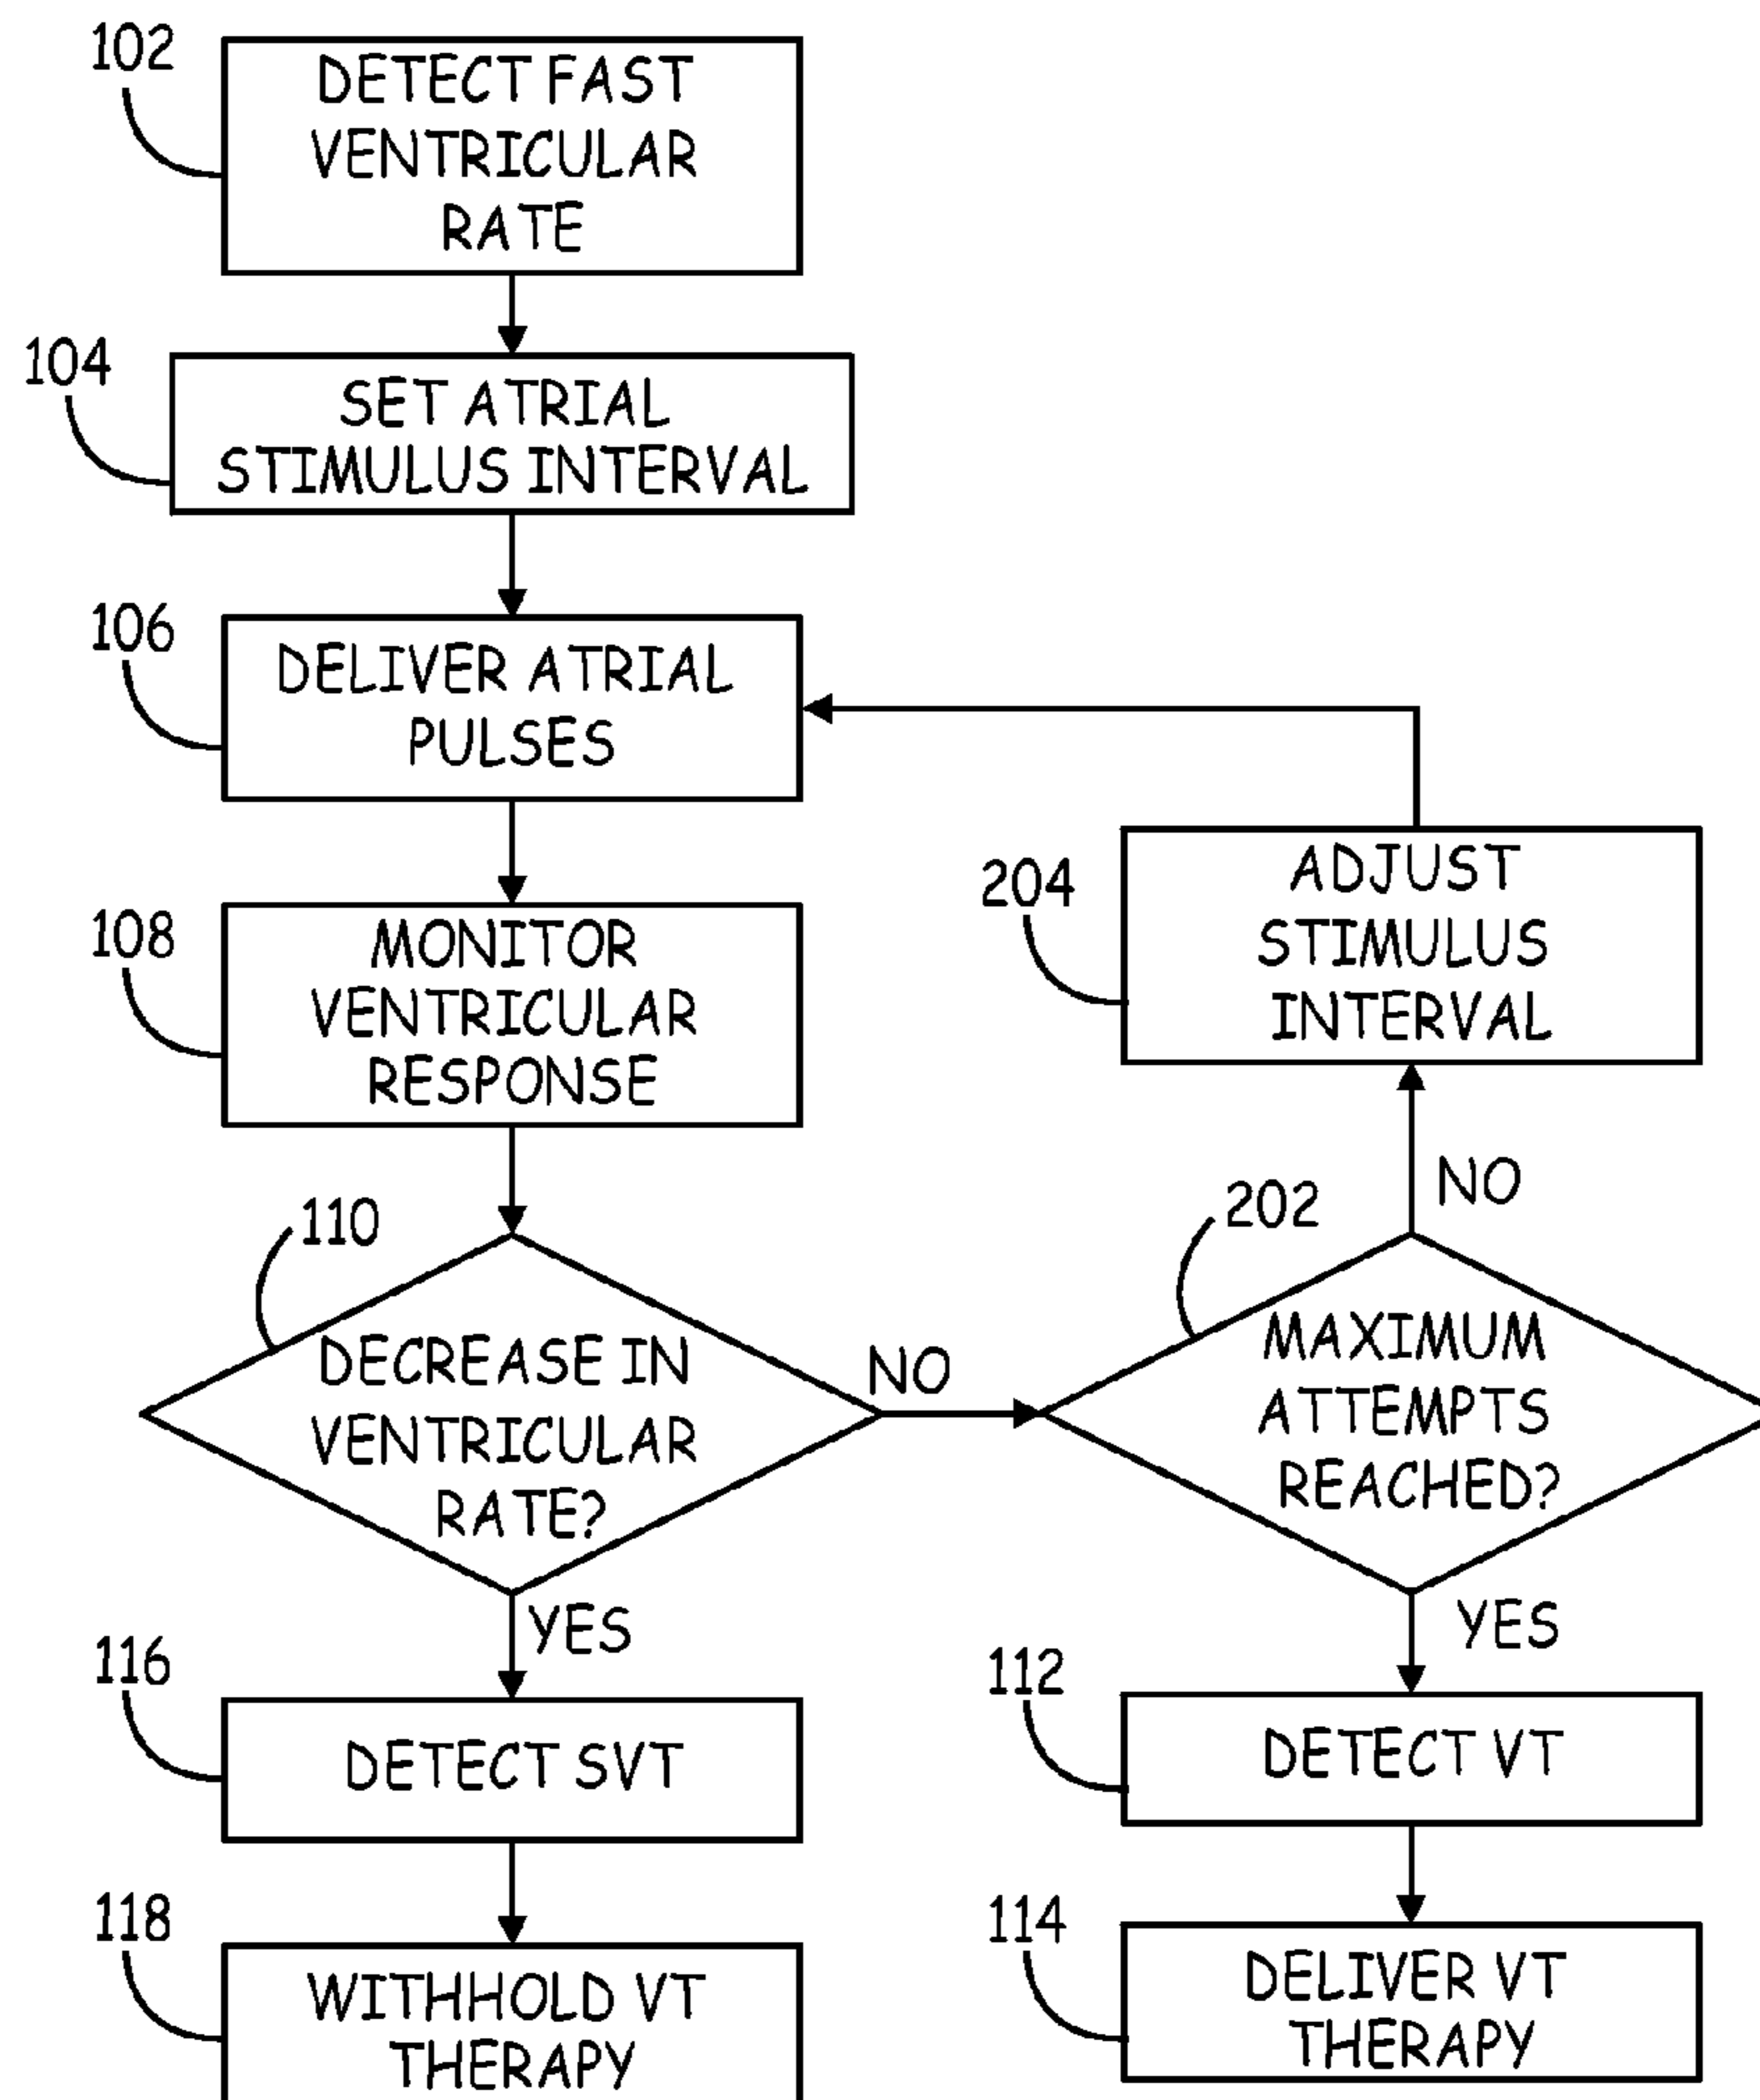 102
DETECT FAST
VENTRICULAR
RATE
104
SET ATRIAL
STIMULUS INTERVAL
106
DELIVER ATRIAL
PULSES
108
MONITOR
VENTRICULAR
RESPONSE
204
ADJUST
STIMULUS
INTERVAL
NO
110
DECREASE IN
VENTRICULAR
RATE?
NO
202
MAXIMUM
ATTEMPTS
REACHED?
YES
YES
116
DETECT SVT
112
DETECT VT
118
WITHHOLD VT
THERAPY
114
DELIVER VT
THERAPY